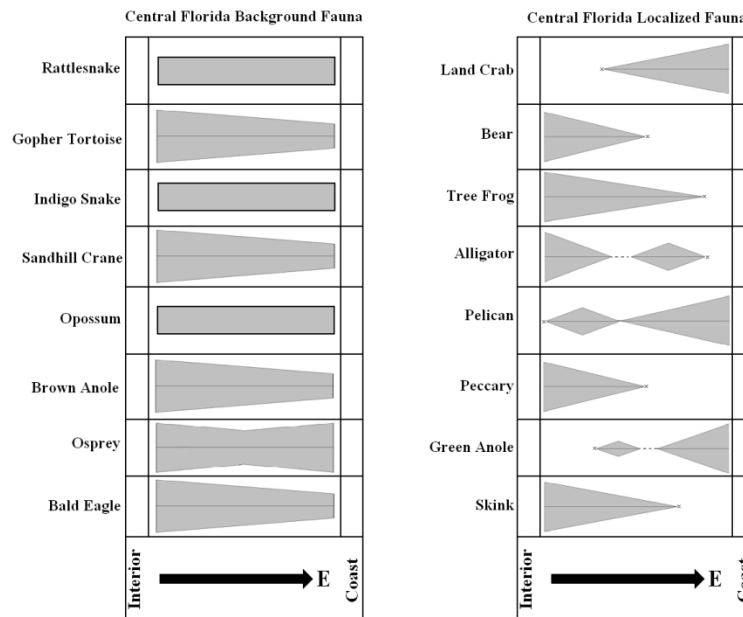 Central Florida Background Fauna
Rattlesnake
Gopher Tortoise
Indigo Snake
Sandhill Crane
Opossum
Brown Anole
Osprey
Bald Eagle
Interior
E
Coast
Central Florida Localized Fauna
Land Crab
Bear
Tree Frog
Alligator
Pelican
Peccary
Green Anole
Skink
Interior
E
Coast